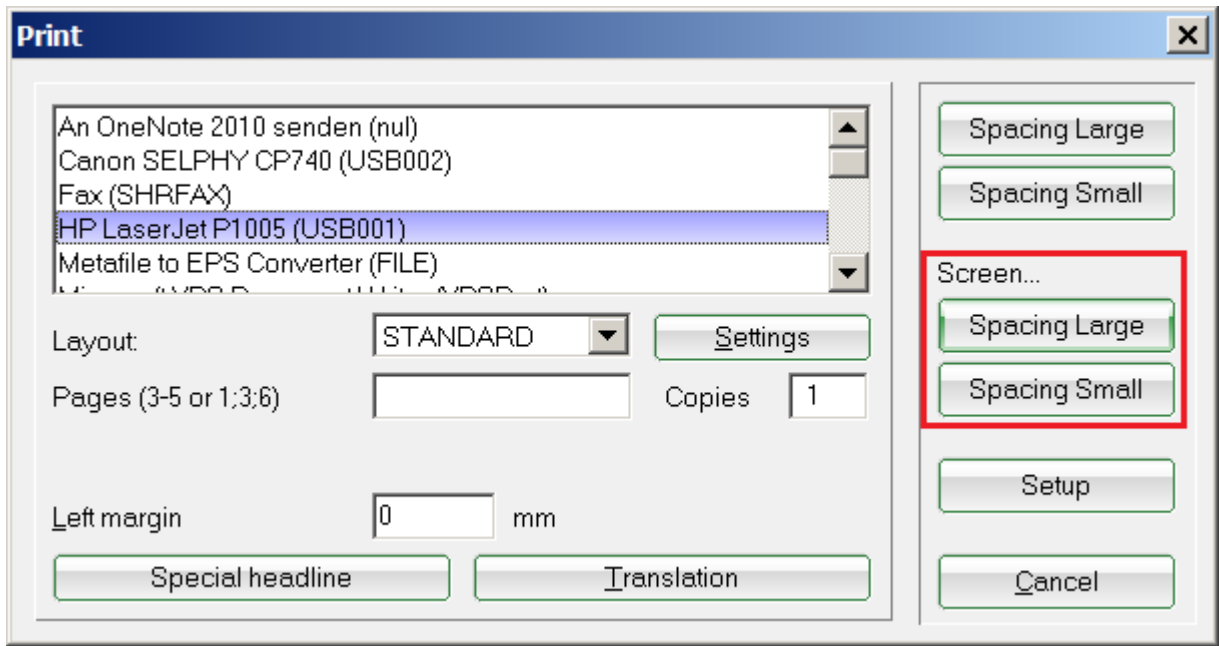 Print
An OneNote 2010 senden (nul)
Canon SELPHY CP740 (USB002)
Fax (SHRFAX)
HP LaserJet P1005 (USB001)
Metafile to EPS Converter (FILE)
Layout:
STANDARD
Settings
Pages (3-5 or 1;3;6)
Copies
1
Left margin
0
mm
Special headline
Translation
Spacing Large
Spacing Small
Screen...
Spacing Large
Spacing Small
Setup
Cancel